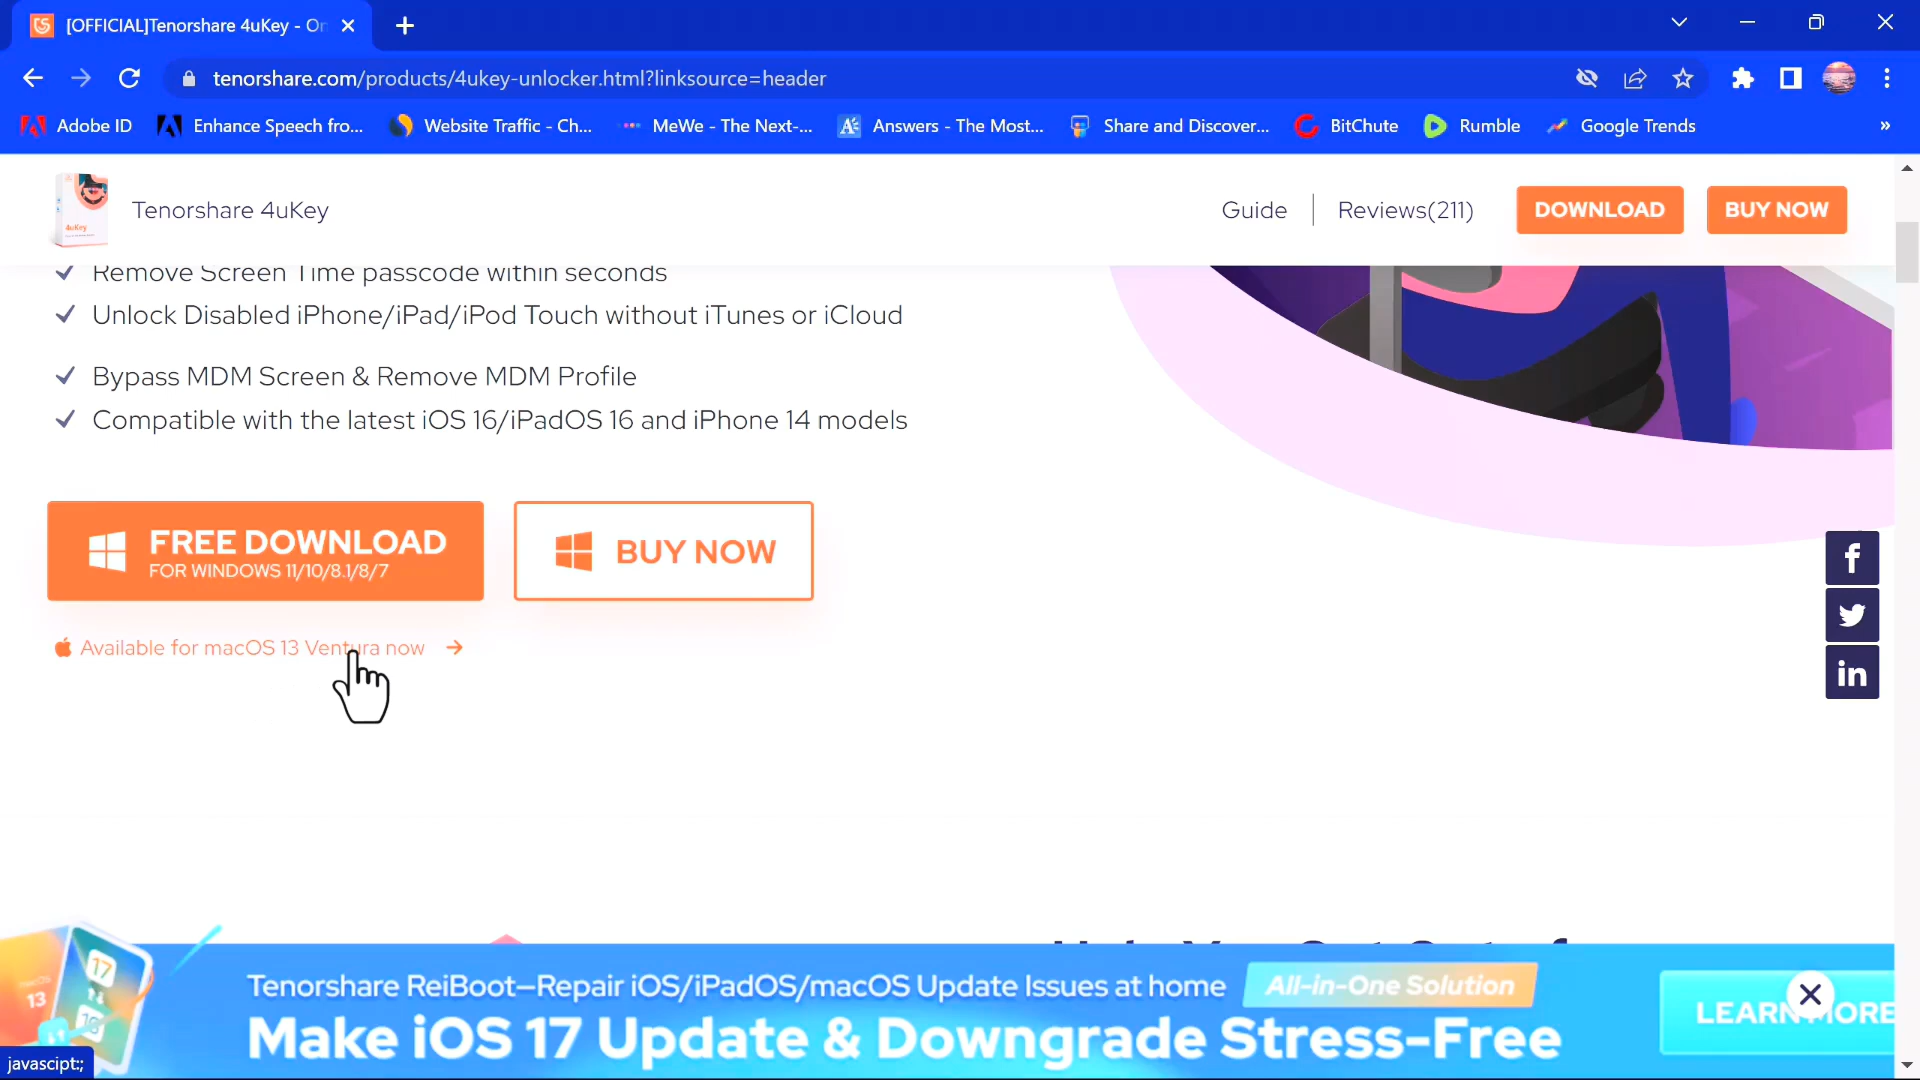 [OFFICIAL]Tenorshare 4uKey - On
tenorshare.com/products/4ukey-unlocker.html?linksource=header
Adobe ID
Enhance Speech fro...
Website Traffic - Ch...
MeWe - The Next-...
Answers - The Most...
Share and Discover...
BitChute
Rumble
Google Trends
»
4uKey
Tenorshare 4uKey
Guide
Reviews(211)
DOWNLOAD
BUY NOW
Remove Screen Time passcode within seconds
Unlock Disabled iPhone/iPad/iPod Touch without iTunes or iCloud
Bypass MDM Screen & Remove MDM Profile
Compatible with the latest iOS 16/iPadOS 16 and iPhone 14 models
FREE DOWNLOAD
FOR WINDOWS 11/10/8.1/8/7
BUY NOW
Available for macOS 13 Ventura now
f
in
17
13
16
Tenorshare ReiBoot—Repair iOS/iPadOS/macOS Update Issues at home
All-in-One Solution
Make iOS 17 Update & Downgrade Stress-Free
LEARN MORE
javascipt:;